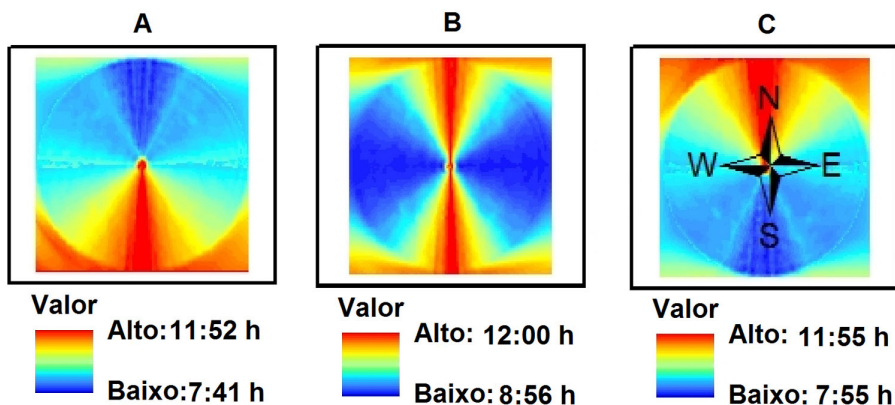 A
B
C
N
W E
S
Valor
Alto:11:52 h
Baixo:7:41 h
Valor
Alto: 12:00 h
Baixo: 8:56 h
Valor
Alto: 11:55 h
Baixo: 7:55 h